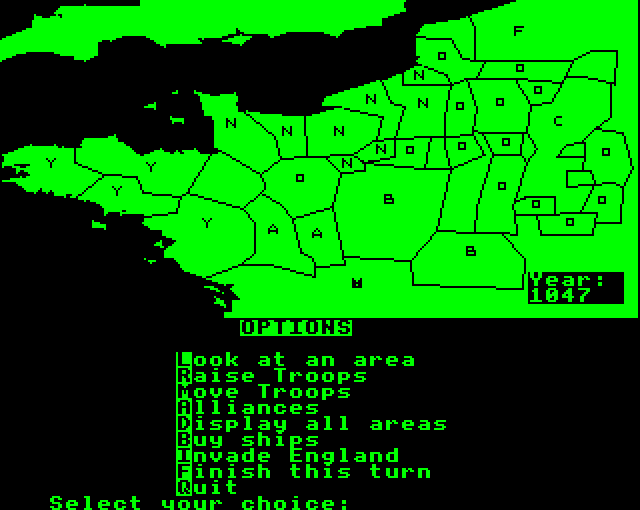 F
O
O
N
O
N
N
O
O
C
N
N
N
O
O
N
O
O
Y
Y
N
O
Y
O
O
B
O
O
Y
A
A
O
B
W
Year:
1047
OPTIONS
Look at an area
Raise Troops
Move Troops
Alliances
Display all areas
Buy ships
Invade England
Finish this turn
Quit
Select your choice: